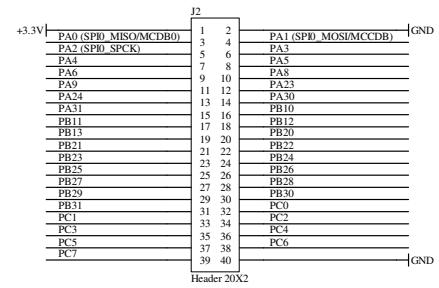 J2
+3.3V 1 2 GND
PA0 (SPI0_MISO/MCDB0) 3 4 PA1 (SPI0_MOSI/MCCDB)
PA2 (SPI0_SPCK) 5 6 PA3
PA4 7 8 PA5
PA6 9 10 PA8
PA9 11 12 PA23
PA24 13 14 PA30
PA31 15 16 PB10
PB11 17 18 PB12
PB13 19 20 PB20
PB21 21 22 PB22
PB23 23 24 PB24
PB25 25 26 PB26
PB27 27 28 PB28
PB29 29 30 PB30
PB31 31 32 PC0
PC1 33 34 PC2
PC3 35 36 PC4
PC5 37 38 PC6
PC7 39 40 GND
Header 20X2